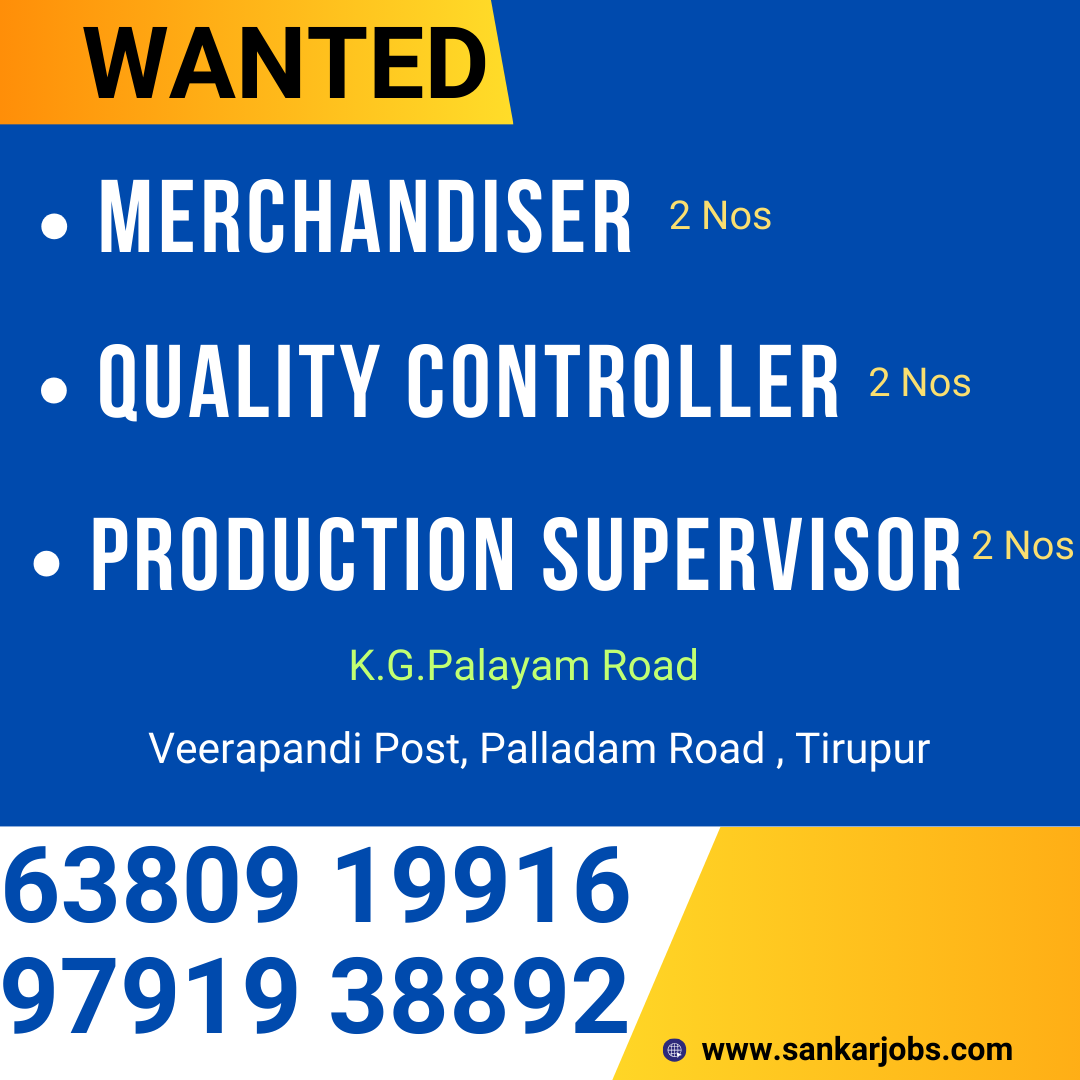 WANTED
• MERCHANDISER 2 Nos
• QUALITY CONTROLLER 2 Nos
• PRODUCTION SUPERVISOR 2 Nos
K.G.Palayam Road
Veerapandi Post, Palladam Road , Tirupur
63809 19916
97919 38892
www.sankarjobs.com